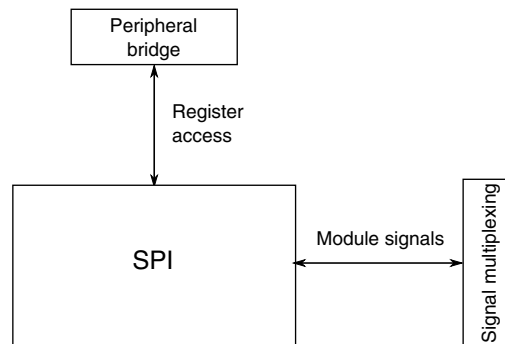 Peripheral
bridge
Register
access
SPI
Module signals
Signal multiplexing